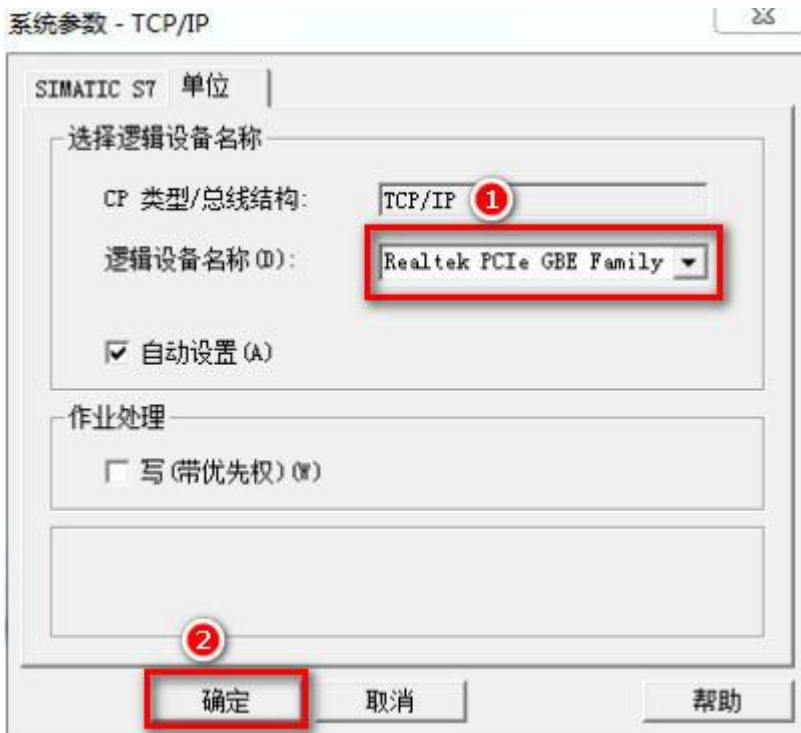 系统参数 - TCP/IP
SIMATIC S7 单位
选择逻辑设备名称
CP 类型/总线结构: TCP/IP 1
逻辑设备名称(D): Realtek PCIe GBE Family
自动设置(A)
作业处理
写(带优先权)(W)
2
确定 取消 帮助